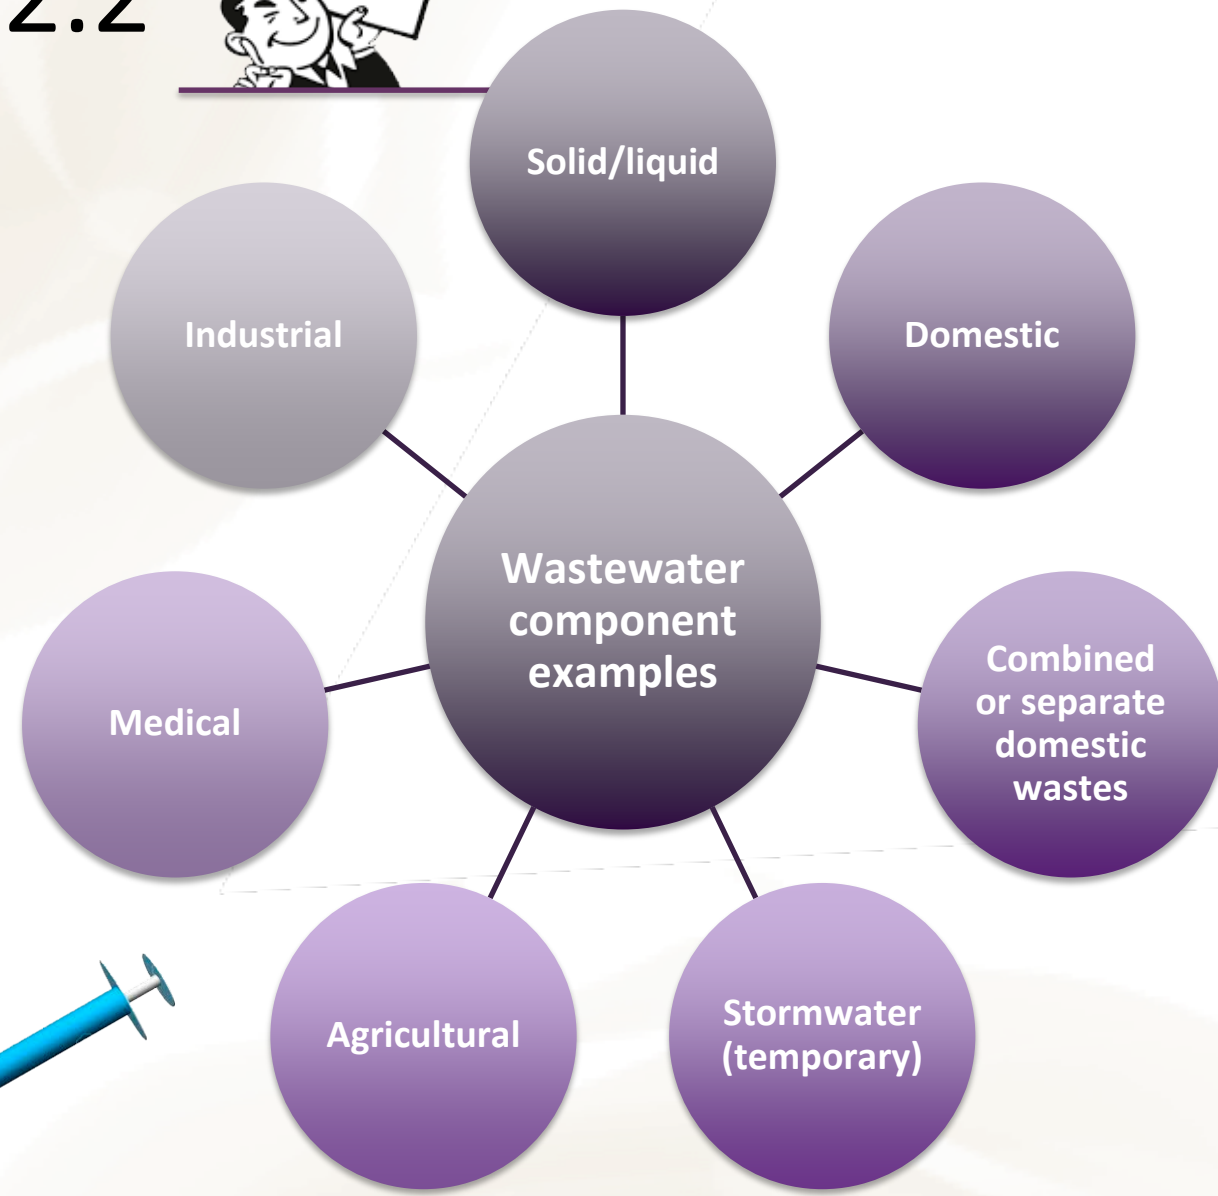 2.2
Solid/liquid
Domestic
Combined
or separate
domestic
wastes
Stormwater
(temporary)
Agricultural
Medical
Industrial
Wastewater
component
examples